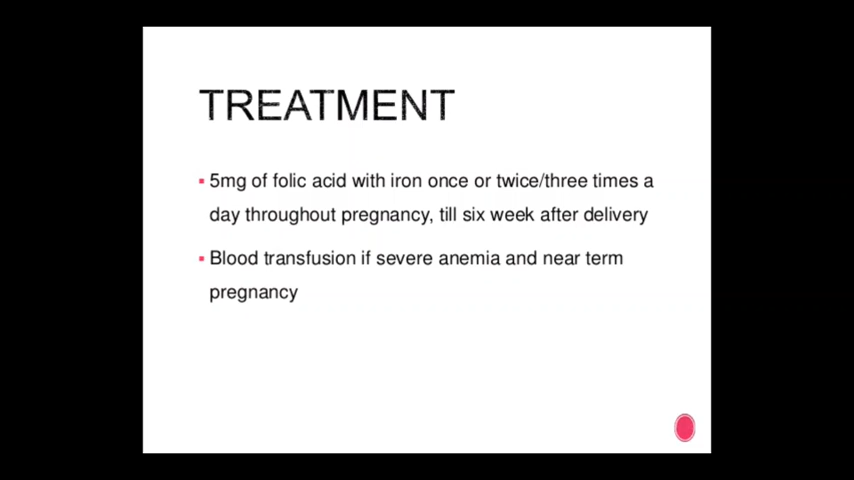 TREATMENT
5mg of folic acid with iron once or twice/three times a
day throughout pregnancy, till six week after delivery
Blood transfusion if severe anemia and near term
pregnancy